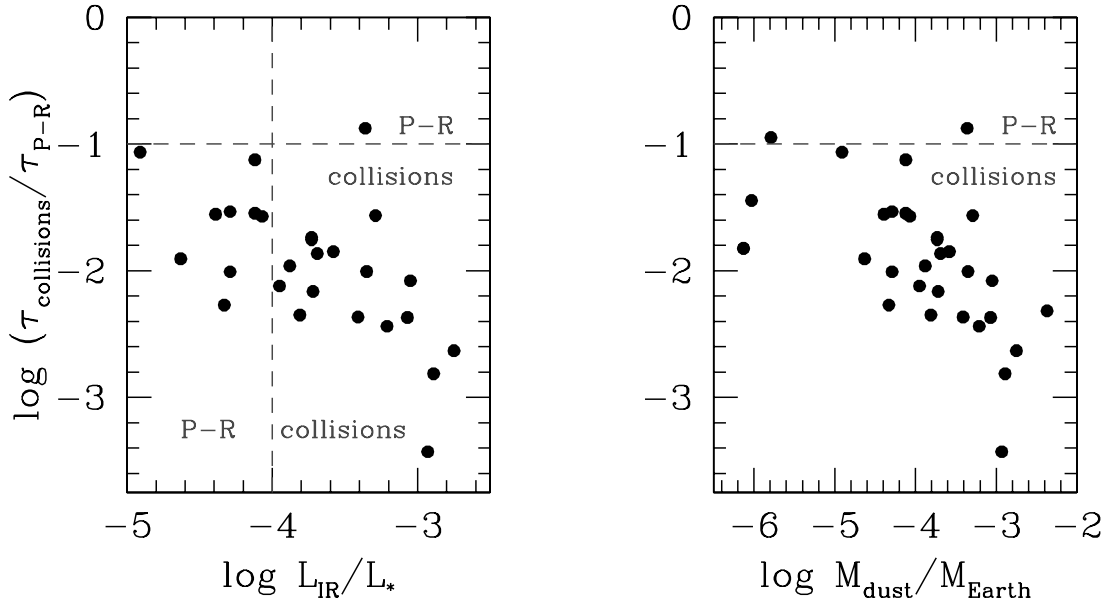 log (τcollisions/τP−R)
0
−1
−2
−3
P−R
collisions
P−R
collisions
−5
−4
−3
log LIR/L*
0
−1
−2
−3
P−R
collisions
−6
−5
−4
−3
−2
log Mdust/MEarth